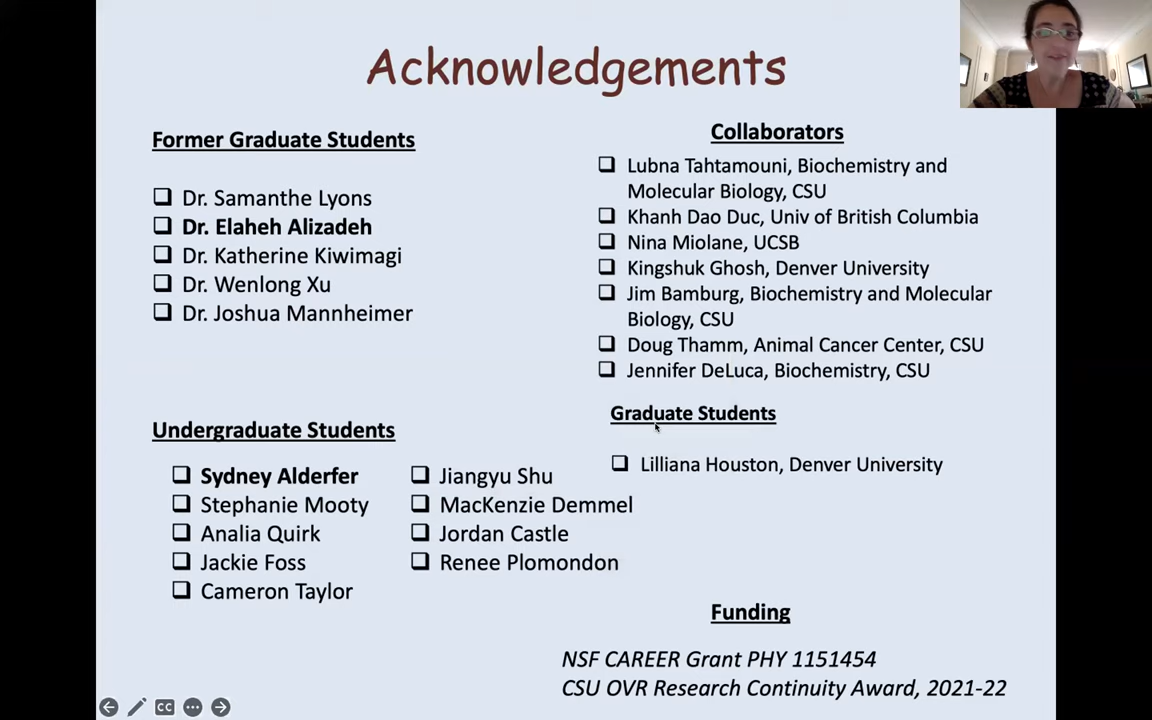 Acknowledgements
Former Graduate Students
Dr. Samanthe Lyons
Dr. Elaheh Alizadeh
Dr. Katherine Kiwimagi
Dr. Wenlong Xu
Dr. Joshua Mannheimer
Undergraduate Students
Sydney Alderfer
Stephanie Mooty
Analia Quirk
Jackie Foss
Cameron Taylor
Jiangyu Shu
MacKenzie Demmel
Jordan Castle
Renee Plomondon
Collaborators
Lubna Tahtamouni, Biochemistry and
Molecular Biology, CSU
Khanh Dao Duc, Univ of British Columbia
Nina Miolane, UCSB
Kingshuk Ghosh, Denver University
Jim Bamburg, Biochemistry and Molecular
Biology, CSU
Doug Thamm, Animal Cancer Center, CSU
Jennifer DeLuca, Biochemistry, CSU
Graduate Students
Lilliana Houston, Denver University
Funding
NSF CAREER Grant PHY 1151454
CSU OVR Research Continuity Award, 2021-22
CC